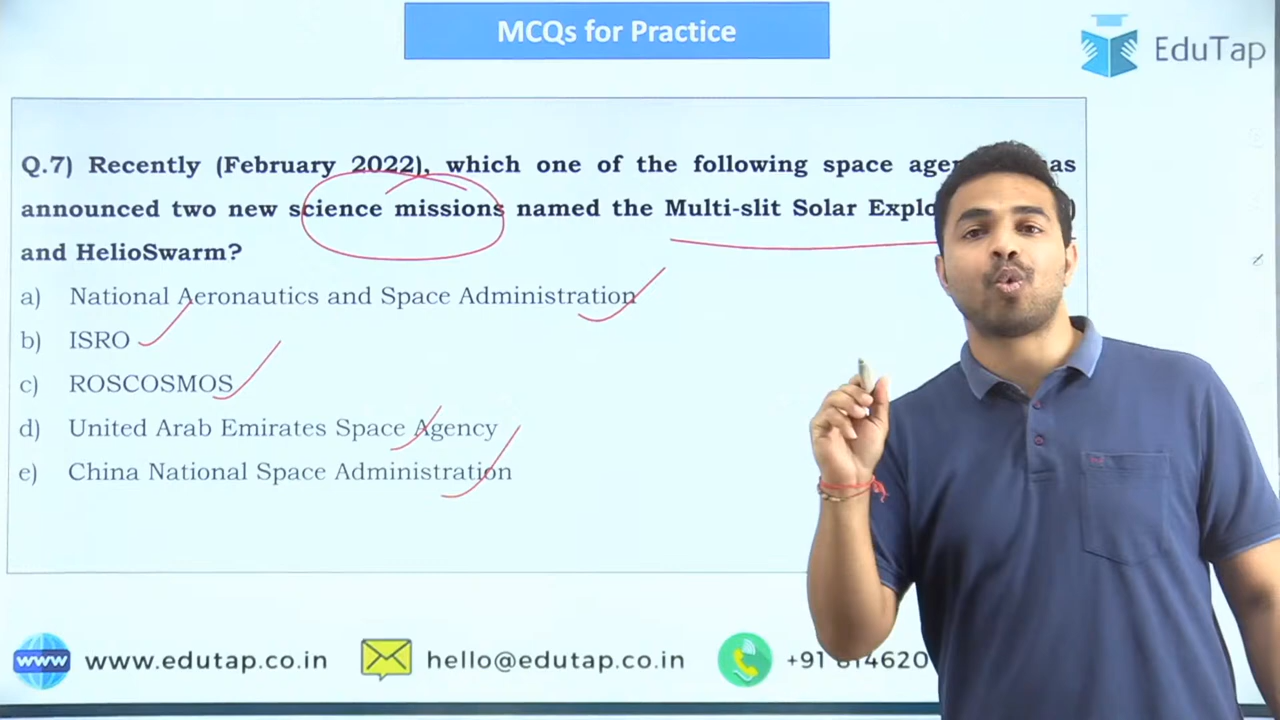 MCQs for Practice
EduTap
Q.7) Recently (February 2022), which one of the following space has
announced two new science missions named the Multi-slit Solar )
and HelioSwarm?
a) National Aeronautics and Space Administration
b) ISRO
c) ROSCOSMOS
d) United Arab Emirates Space Agency
e) China National Space Administration
www www.edutap.co.in hello@edutap.co.in +91